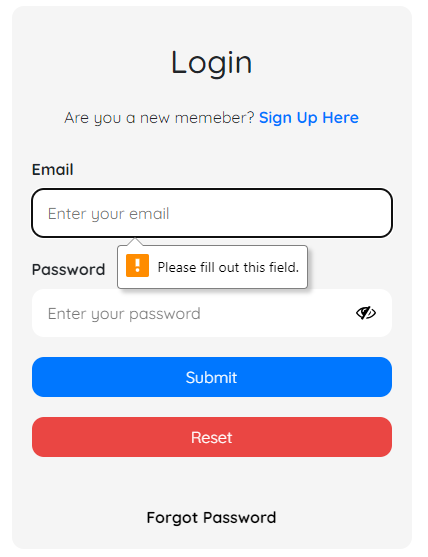 Login
Are you a new memeber? Sign Up Here
Email
Enter your email
Please fill out this field.
Password
Enter your password
Submit
Reset
Forgot Password